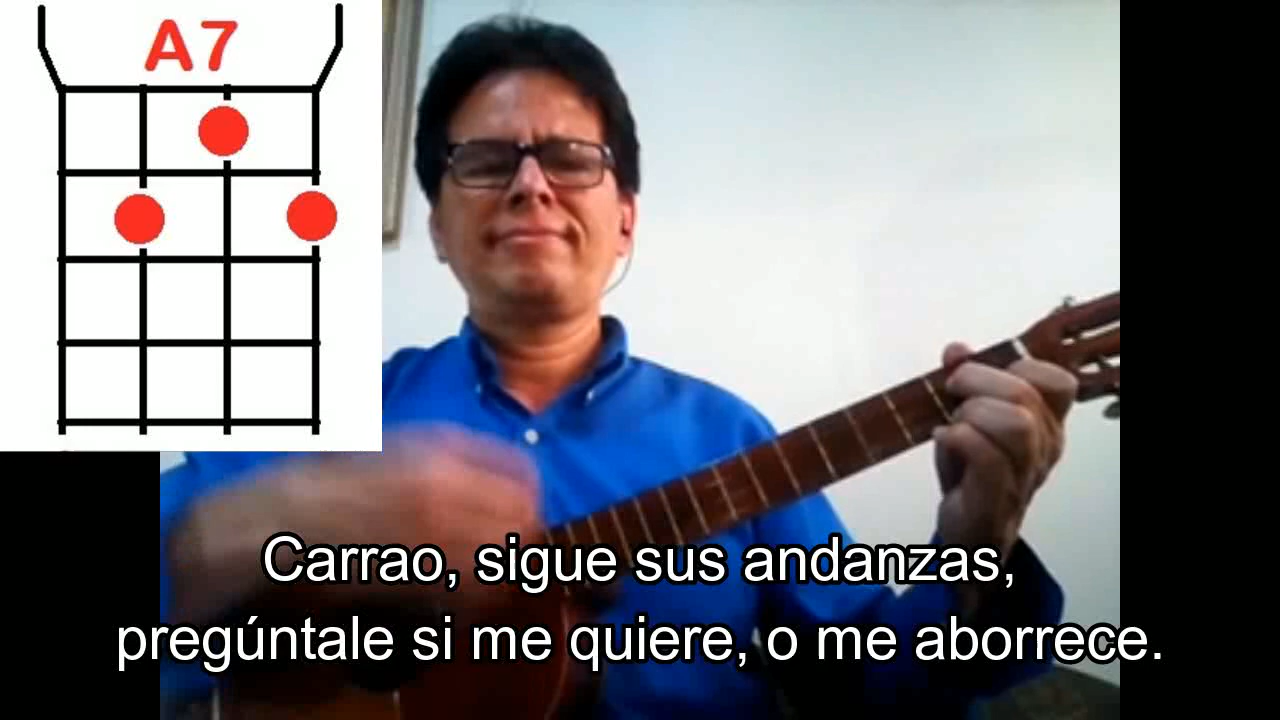 A7
Carrao, sigue sus andanzas,
pregúntale si me quiere, o me aborrece.